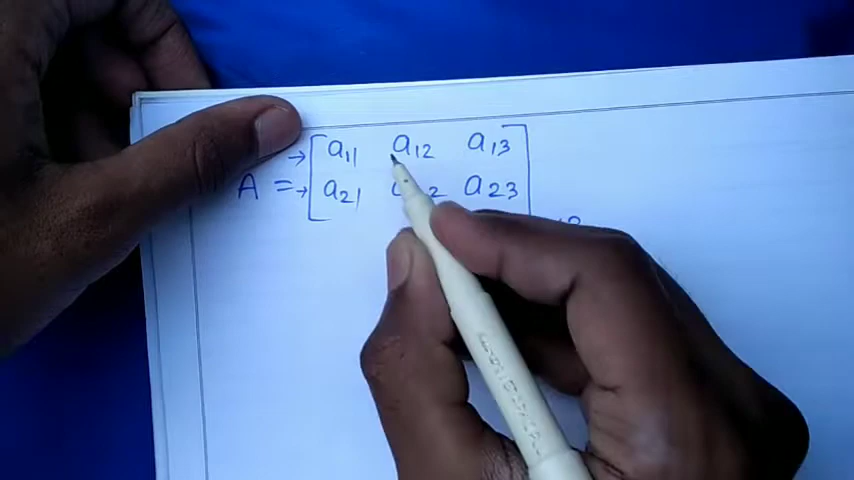 → a₁₁ a₁₂ a₁₃
A = → a₂₁ a₂₃